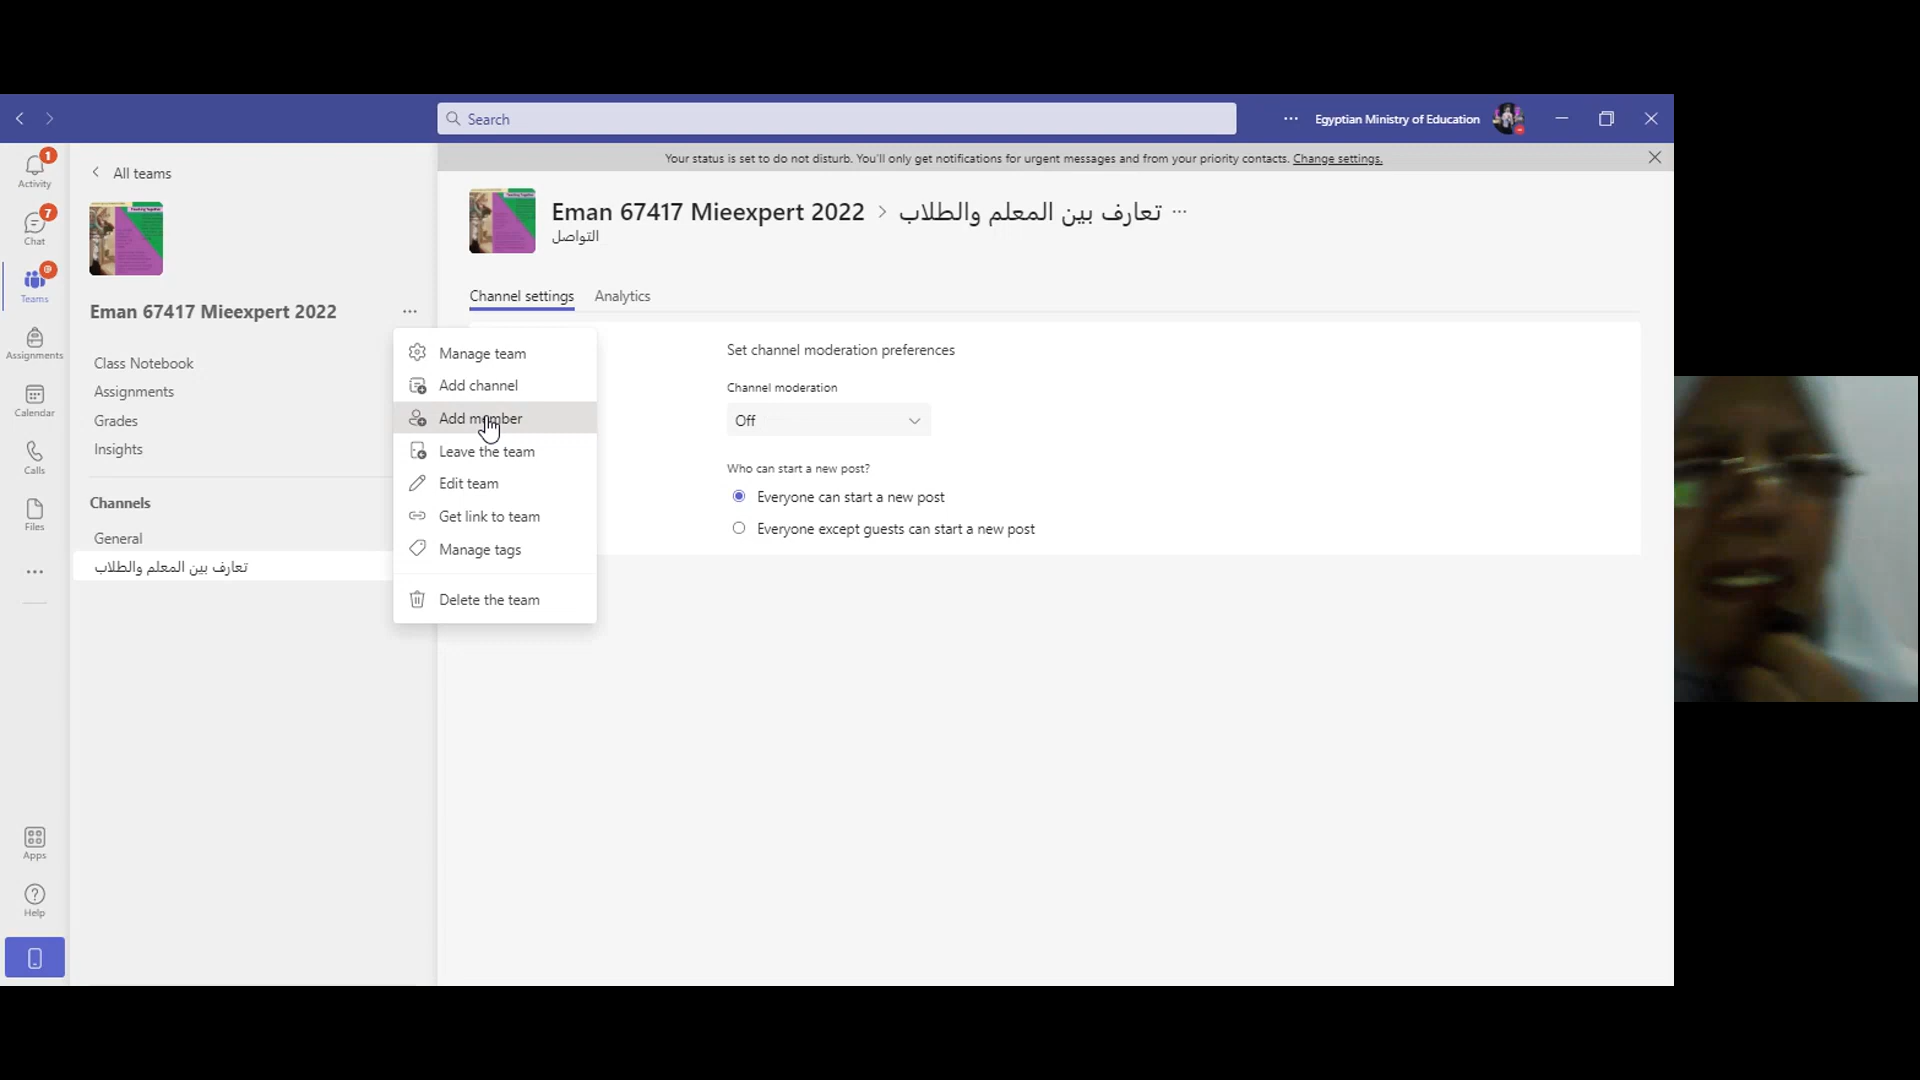 Search
Egyptian Ministry of Education
Your status is set to do not disturb. You'll only get notifications for urgent messages and from your priority contacts. Change settings.
1
Activity
7
Chat
@
Teams
Assignments
Calendar
Calls
Files
Apps
Help
All teams
Eman 67417 Mieexpert 2022
Class Notebook
Assignments
Grades
Insights
Channels
General
تعارف بين المعلم والطلاب
Manage team
Add channel
Add member
Leave the team
Edit team
Get link to team
Manage tags
Delete the team
Eman 67417 Mieexpert 2022 > تعارف بين المعلم والطلاب
التواصل
Channel settings
Analytics
Set channel moderation preferences
Channel moderation
Off
Who can start a new post?
Everyone can start a new post
Everyone except guests can start a new post